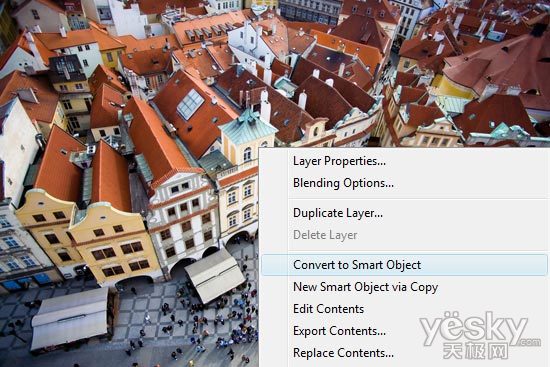 Layer Properties...
Blending Options...
Duplicate Layer...
Delete Layer
Convert to Smart Object
New Smart Object via Copy
Edit Contents
Export Contents...
Replace Contents...
yësky
天极网